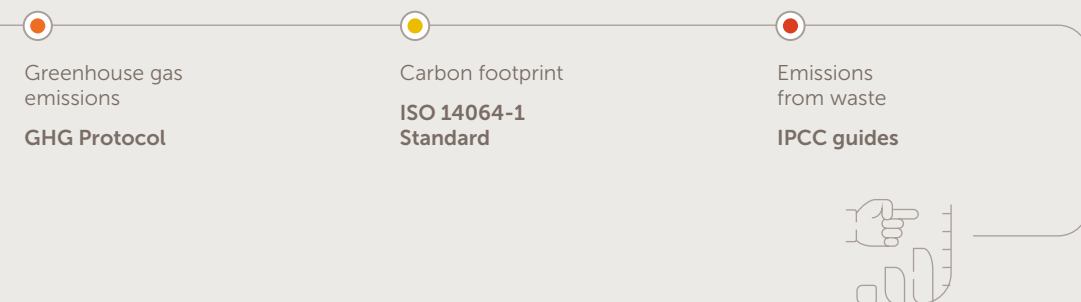 Greenhouse gas
emissions
GHG Protocol
Carbon footprint
ISO 14064-1
Standard
Emissions
from waste
IPCC guides